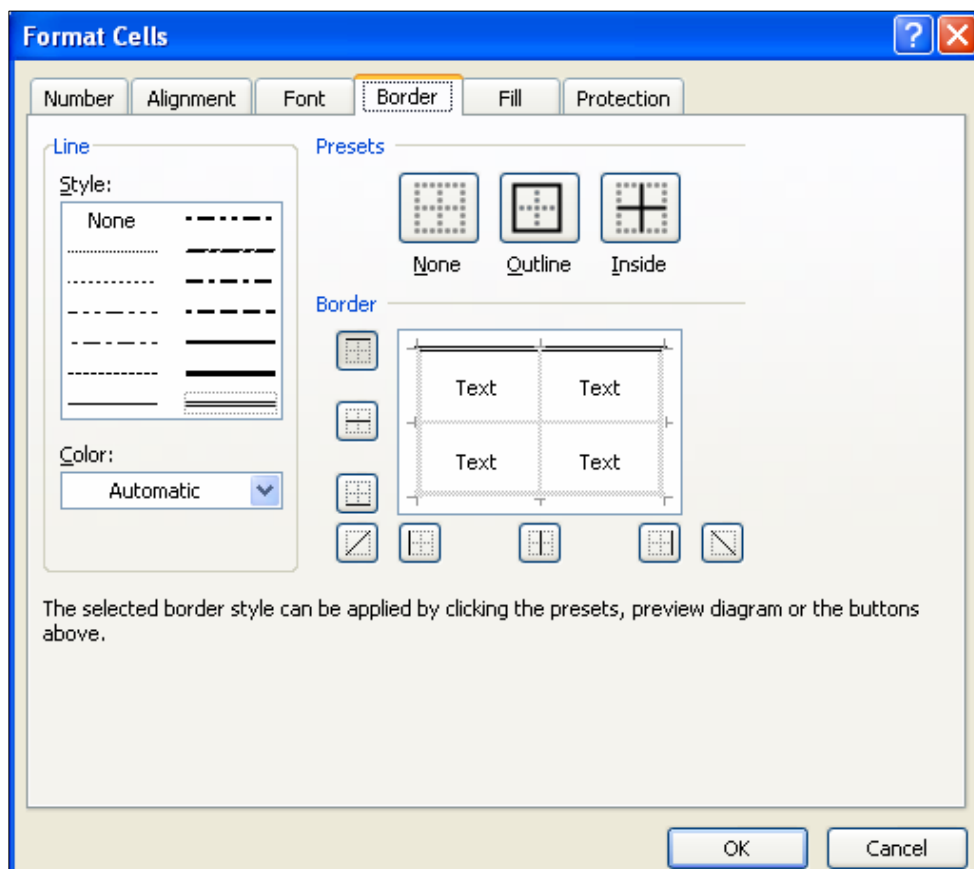 Format Cells
Number Alignment Font Border Fill Protection
Line
Style:
None
Color:
Automatic
Presets
None Outline Inside
Border
Text Text
Text Text
The selected border style can be applied by clicking the presets, preview diagram or the buttons
above.
OK Cancel